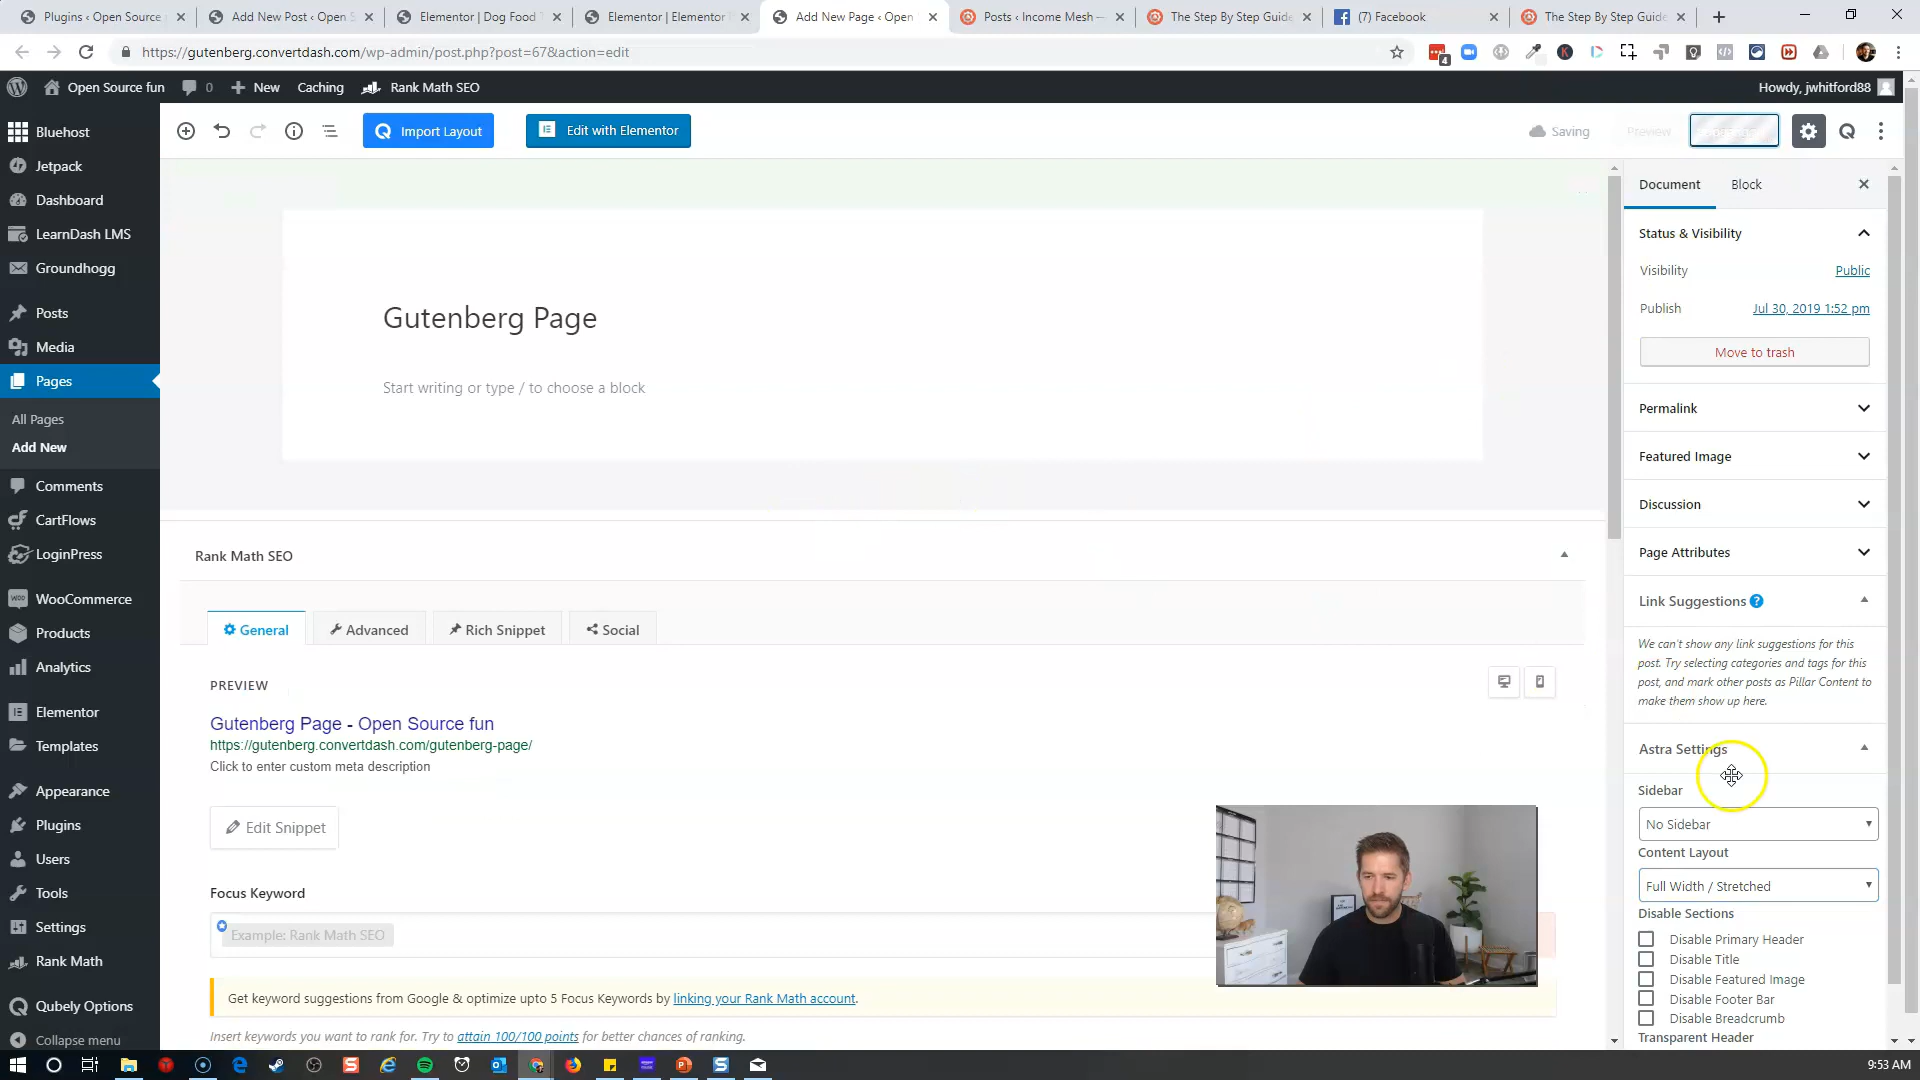 Plugins ‹ Open Source
Add New Post ‹ Open S
Elementor | Dog Food T
Elementor | Elementor
Add New Page ‹ Open
Posts ‹ Income Mesh —
The Step By Step Guide
(7) Facebook
The Step By Step Guide
https://gutenberg.convertdash.com/wp-admin/post.php?post=67&action=edit
4
Open Source fun
0
New
Caching
Rank Math SEO
Howdy, jwhitford88
Bluehost
Jetpack
Dashboard
LearnDash LMS
Groundhogg
Posts
Media
Pages
All Pages
Add New
Comments
CartFlows
LoginPress
WooCommerce
Products
Analytics
Elementor
Templates
Appearance
Plugins
Users
Tools
Settings
Rank Math
Qubely Options
Collapse menu
Import Layout
Edit with Elementor
Saving
Preview
Gutenberg Page
Start writing or type / to choose a block
Rank Math SEO
General
Advanced
Rich Snippet
Social
PREVIEW
Gutenberg Page - Open Source fun
https://gutenberg.convertdash.com/gutenberg-page/
Click to enter custom meta description
Edit Snippet
Focus Keyword
Example: Rank Math SEO
Get keyword suggestions from Google & optimize upto 5 Focus Keywords by linking your Rank Math account.
Insert keywords you want to rank for. Try to attain 100/100 points for better chances of ranking.
Document
Block
Status & Visibility
Visibility
Public
Publish
Jul 30, 2019 1:52 pm
Move to trash
Permalink
Featured Image
Discussion
Page Attributes
Link Suggestions
We can't show any link suggestions for this
post. Try selecting categories and tags for this
post, and mark other posts as Pillar Content to
make them show up here.
Astra Settings
Sidebar
No Sidebar
Content Layout
Full Width / Stretched
Disable Sections
Disable Primary Header
Disable Title
Disable Featured Image
Disable Footer Bar
Disable Breadcrumb
Transparent Header
9:53 AM